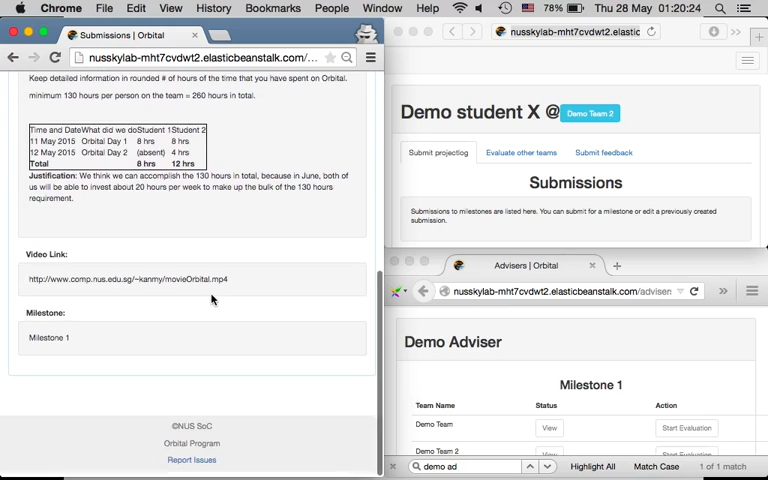 Chrome File Edit View History Bookmarks People Window Help 78% Thu 28 May 01:20:24
Submissions | Orbital
nusskylab-mht7cvdwt2.elasticbeanstalk.com/...
Keep detailed information in rounded # of hours of the time that you have spent on Orbital.
minimum 130 hours per person on the team = 260 hours in total.
Time and Date What did we do Student 1 Student 2
11 May 2015 Orbital Day 1 8 hrs 8 hrs
12 May 2015 Orbital Day 2 (absent) 4 hrs
Total 8 hrs 12 hrs
Justification: We think we can accomplish the 130 hours in total, because in June, both of
us will be able to invest about 20 hours per week to make up the bulk of the 130 hours
requirement.
Video Link:
http://www.comp.nus.edu.sg/~kanmy/movieOrbital.mp4
Milestone:
Milestone 1
©NUS SoC
Orbital Program
Report Issues
nusskylab-mht7cvdwt2.elastic
Demo student X @ Demo Team 2
Submit projectlog Evaluate other teams Submit feedback
Submissions
Submissions to milestones are listed here. You can submit for a milestone or edit a previously created
submission.
Advisers | Orbital
nusskylab-mht7cvdwt2.elasticbeanstalk.com/adviser
Demo Adviser
Milestone 1
Team Name Status Action
Demo Team View Start Evaluation
Demo Team 2 View Start Evaluation
demo ad Highlight All Match Case 1 of 1 match